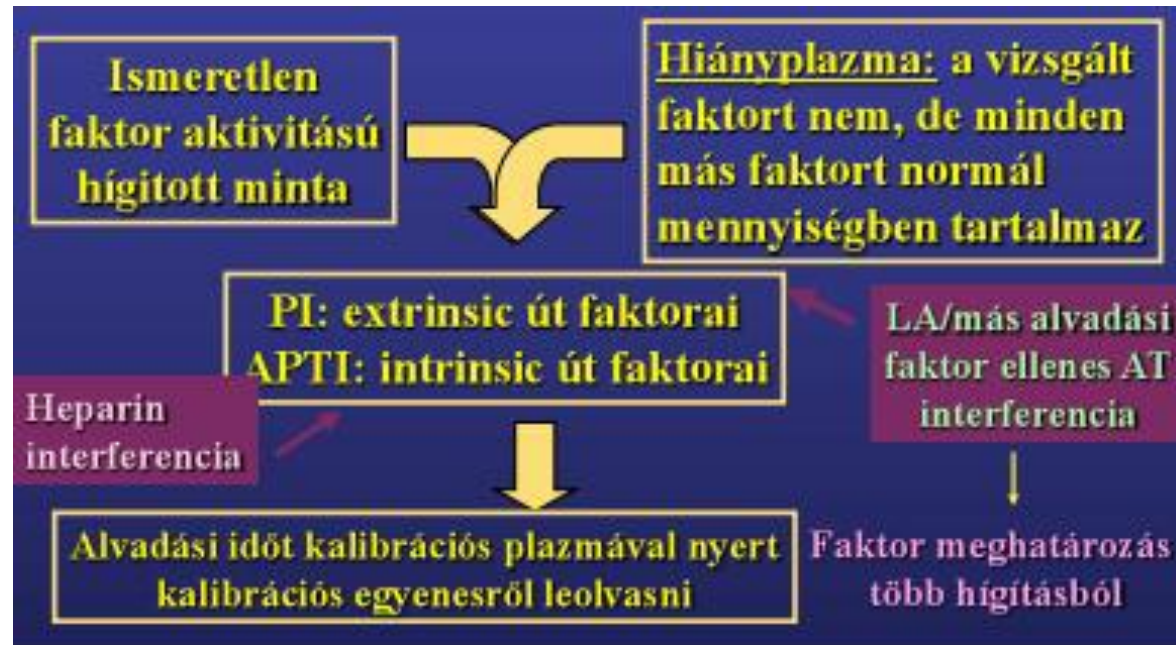 Ismeretlen
faktor aktivitású
hígitott minta
Hiányplazma: a vizsgált
faktort nem, de minden
más faktort normál
mennyiségben tartalmaz
PI: extrinsic út faktorai
APTI: intrinsic út faktorai
Heparin
interferencia
LA/más alvadási
faktor ellenes AT
interferencia
Alvadási időt kalibrációs plazmával nyert
kalibrációs egyenesről leolvasni
Faktor meghatározás
több hígításból